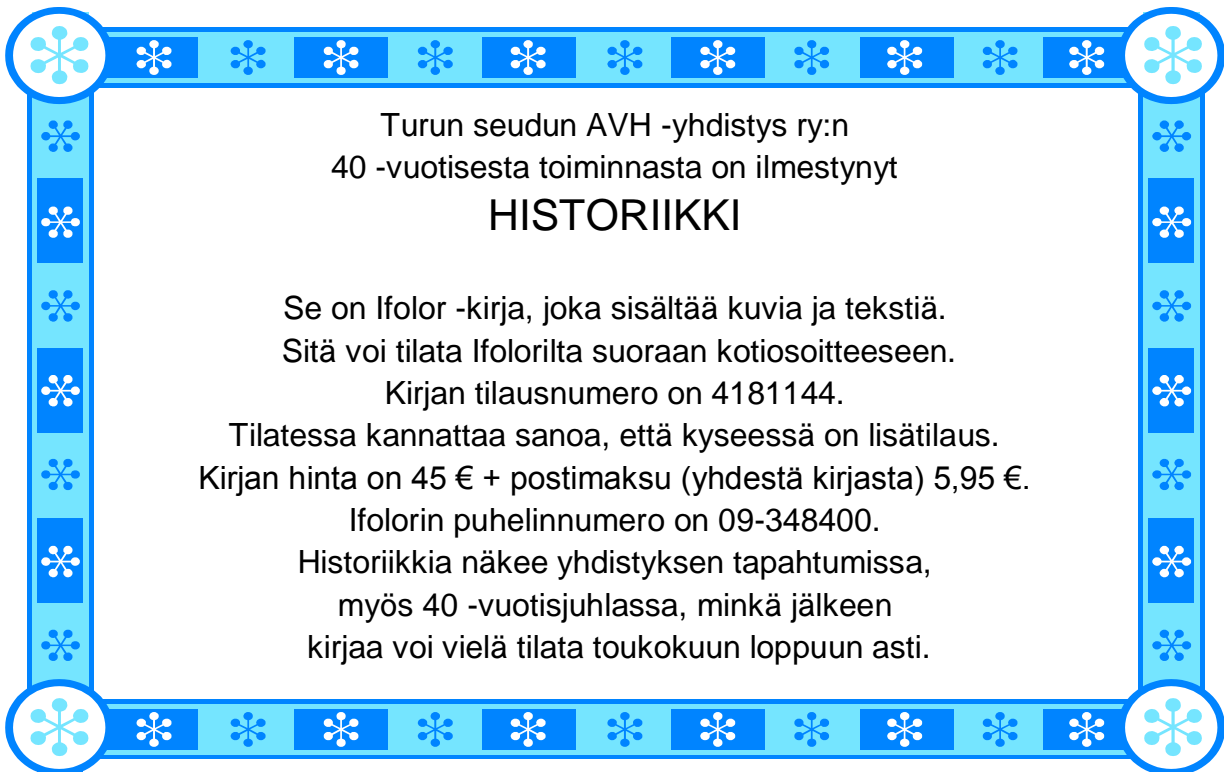 Turun seudun AVH -yhdistys ry:n
40 -vuotisesta toiminnasta on ilmestynyt
HISTORIIKKI
Se on Ifolor -kirja, joka sisältää kuvia ja tekstiä.
Sitä voi tilata Ifolorilta suoraan kotiosoitteeseen.
Kirjan tilausnumero on 4181144.
Tilatessa kannattaa sanoa, että kyseessä on lisätilaus.
Kirjan hinta on 45 € + postimaksu (yhdestä kirjasta) 5,95 €.
Ifolorin puhelinnumero on 09-348400.
Historiikkia näkee yhdistyksen tapahtumissa,
myös 40 -vuotisjuhlassa, minkä jälkeen
kirjaa voi vielä tilata toukokuun loppuun asti.